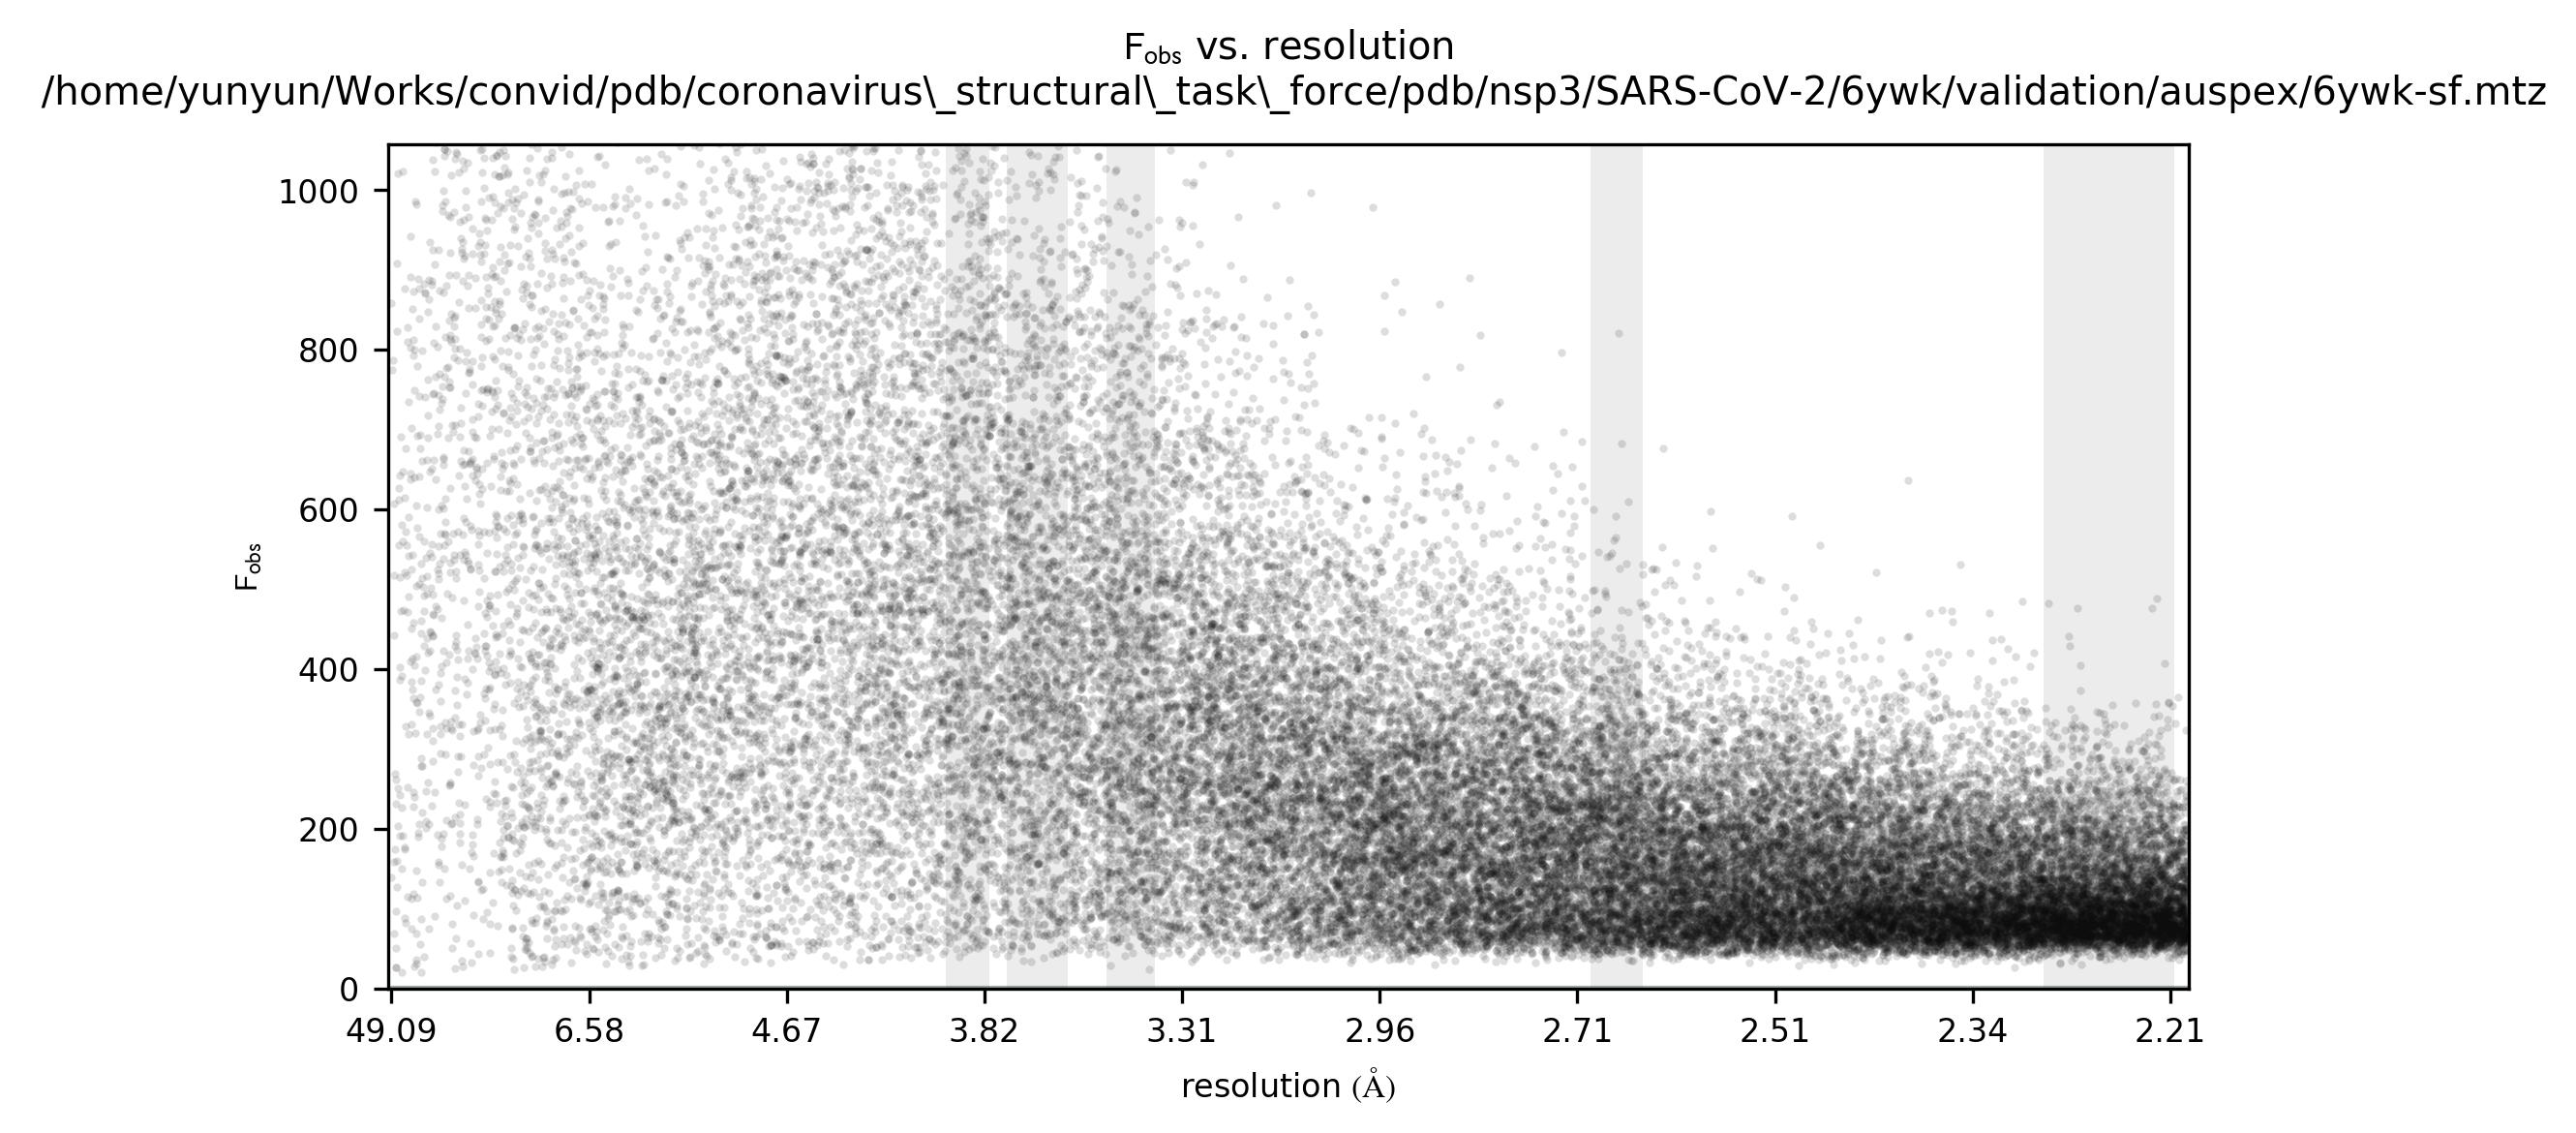 Fobs vs. resolution
/home/yunyun/Works/convid/pdb/coronavirus\_structural\_task\_force/pdb/nsp3/SARS-CoV-2/6ywk/validation/auspex/6ywk-sf.mtz
1000
800
600
400
200
0
Fobs
49.09 6.58 4.67 3.82 3.31 2.96 2.71 2.51 2.34 2.21
resolution (Å)